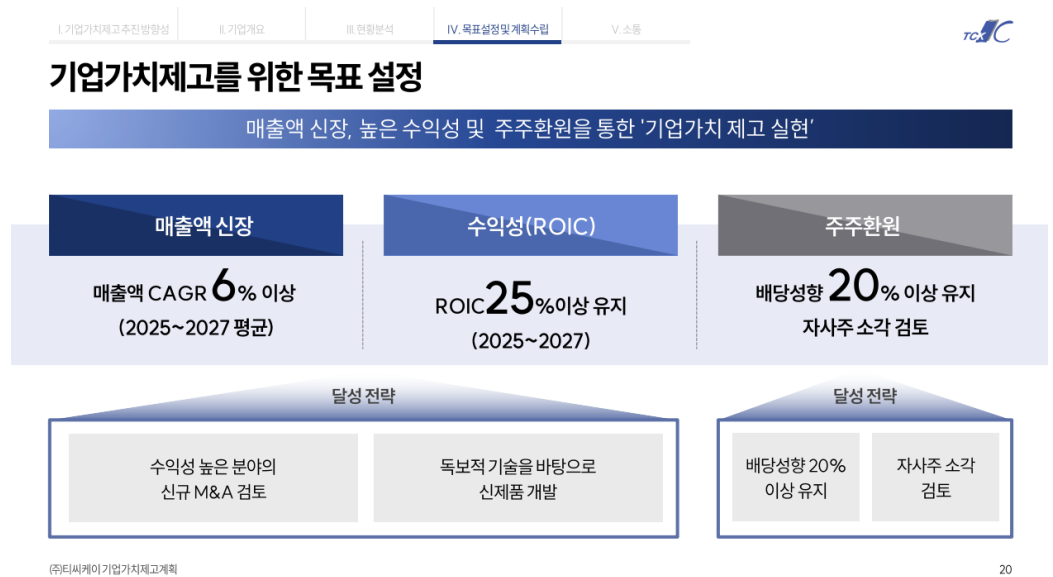 I. 기업가치제고 추진 방향성
II. 기업개요
III. 현황분석
IV. 목표설정 및 계획수립
V. 소통
TCK
기업가치제고를 위한 목표 설정
매출액 신장, 높은 수익성 및 주주환원을 통한 '기업가치 제고 실현'
매출액 신장
매출액 CAGR 6% 이상
(2025~2027 평균)
수익성(ROIC)
ROIC 25%이상 유지
(2025~2027)
주주환원
배당성향 20% 이상 유지
자사주 소각 검토
달성 전략
수익성 높은 분야의
신규 M&A 검토
독보적 기술을 바탕으로
신제품 개발
달성 전략
배당성향 20%
이상 유지
자사주 소각
검토
(주)티씨케이 기업가치제고계획
20